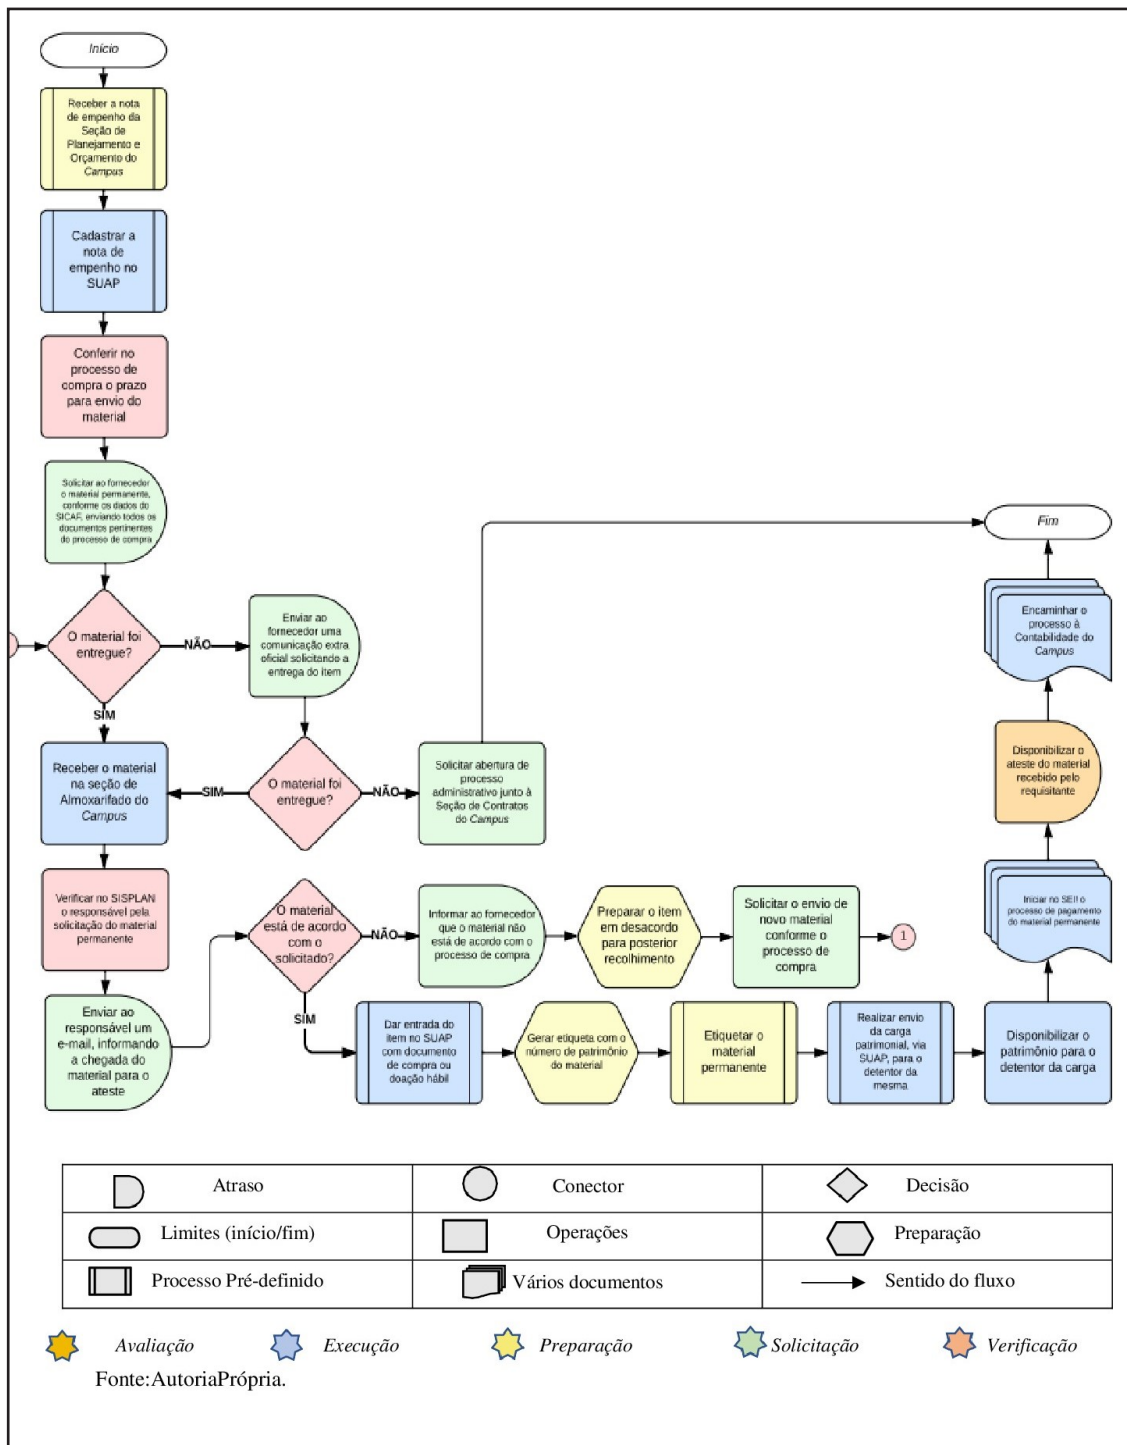 Início
Receber a nota
de empenho da
Seção de
Planejamento e
Orçamento do
Campus
Cadastrar a
nota de
empenho no
SUAP
Conferir no
processo de
compra o prazo
para envio do
material
Solicitar ao fornecedor
o material permanente,
conforme os dados do
SICAF, enviando todos os
documentos pertinentes
do processo de compra
O material foi
entregue?
NÃO
SIM
Enviar ao
fornecedor uma
comunicação extra
oficial solicitando a
entrega do item
O material foi
entregue?
SIM
NÃO
Solicitar abertura de
processo
administrativo junto à
Seção de Contratos
do Campus
Receber o material
na seção de
Almoxarifado do
Campus
Verificar no SISPLAN
o responsável pela
solicitação do material
permanente
Enviar ao
responsável um
e-mail, informando
a chegada do
material para o
ateste
O material
está de acordo
com o
solicitado?
NÃO
SIM
Informar ao fornecedor
que o material não
está de acordo com o
processo de compra
Preparar o item
em desacordo
para posterior
recolhimento
Solicitar o envio de
novo material
conforme o
processo de
compra
1
Dar entrada do
item no SUAP
com documento
de compra ou
doação hábil
Gerar etiqueta com o
número de patrimônio
do material
Etiquetar o
material
permanente
Realizar envio
da carga
patrimonial, via
SUAP, para o
detentor da
mesma
Disponibilizar o
patrimônio para o
detentor da carga
Iniciar no SEI! o
processo de pagamento
do material permanente
Disponibilizar o
ateste do material
recebido pelo
requisitante
Encaminhar o
processo à
Contabilidade do
Campus
Fim
Atraso
Conector
Decisão
Limites (início/fim)
Operações
Preparação
Processo Pré-definido
Vários documentos
Sentido do fluxo
Avaliação
Execução
Preparação
Solicitação
Verificação
Fonte:AutoriaPrópria.